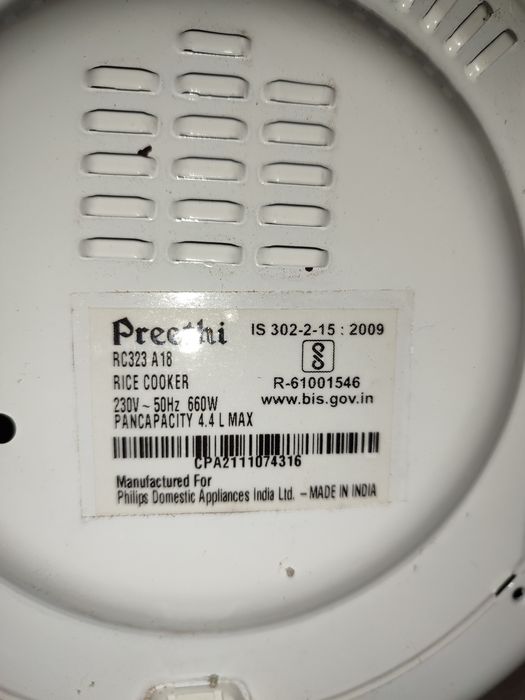 Preethi
IS 302-2-15 : 2009
RC323 A18
RICE COOKER
R-61001546
230V ~ 50Hz 660W
www.bis.gov.in
PANCAPACITY 4.4 L MAX
CPA2111074316
Manufactured For
Philips Domestic Appliances India Ltd. – MADE IN INDIA